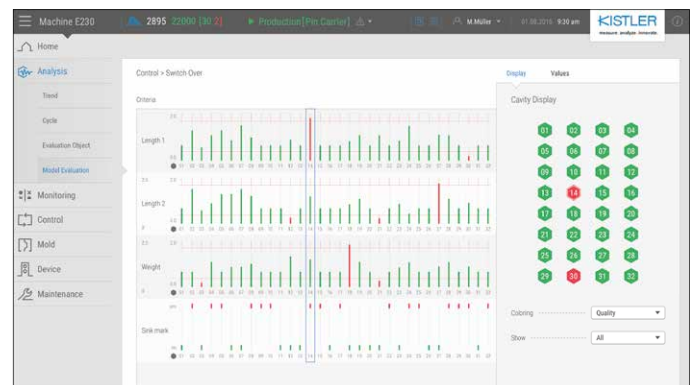 Machine E230
2895 22000 [30 2]
Production[Pin Carrier]
M.Müller
01.08.2016 9:30 am
KISTLER
measure. analyze. innovate.
Home
Analysis
Trend
Cycle
Evaluation Object
Model Evaluation
Monitoring
Control
Mold
Device
Maintenance
Control > Switch Over
Criteria
Length 1
Length 2
Weight
Sink mark
Display Values
Cavity Display
01 02 03 04
05 06 07 08
09 10 11 12
13 14 15 16
17 18 19 20
21 22 23 24
25 26 27 28
29 30 31 32
Coloring Quality
Show All